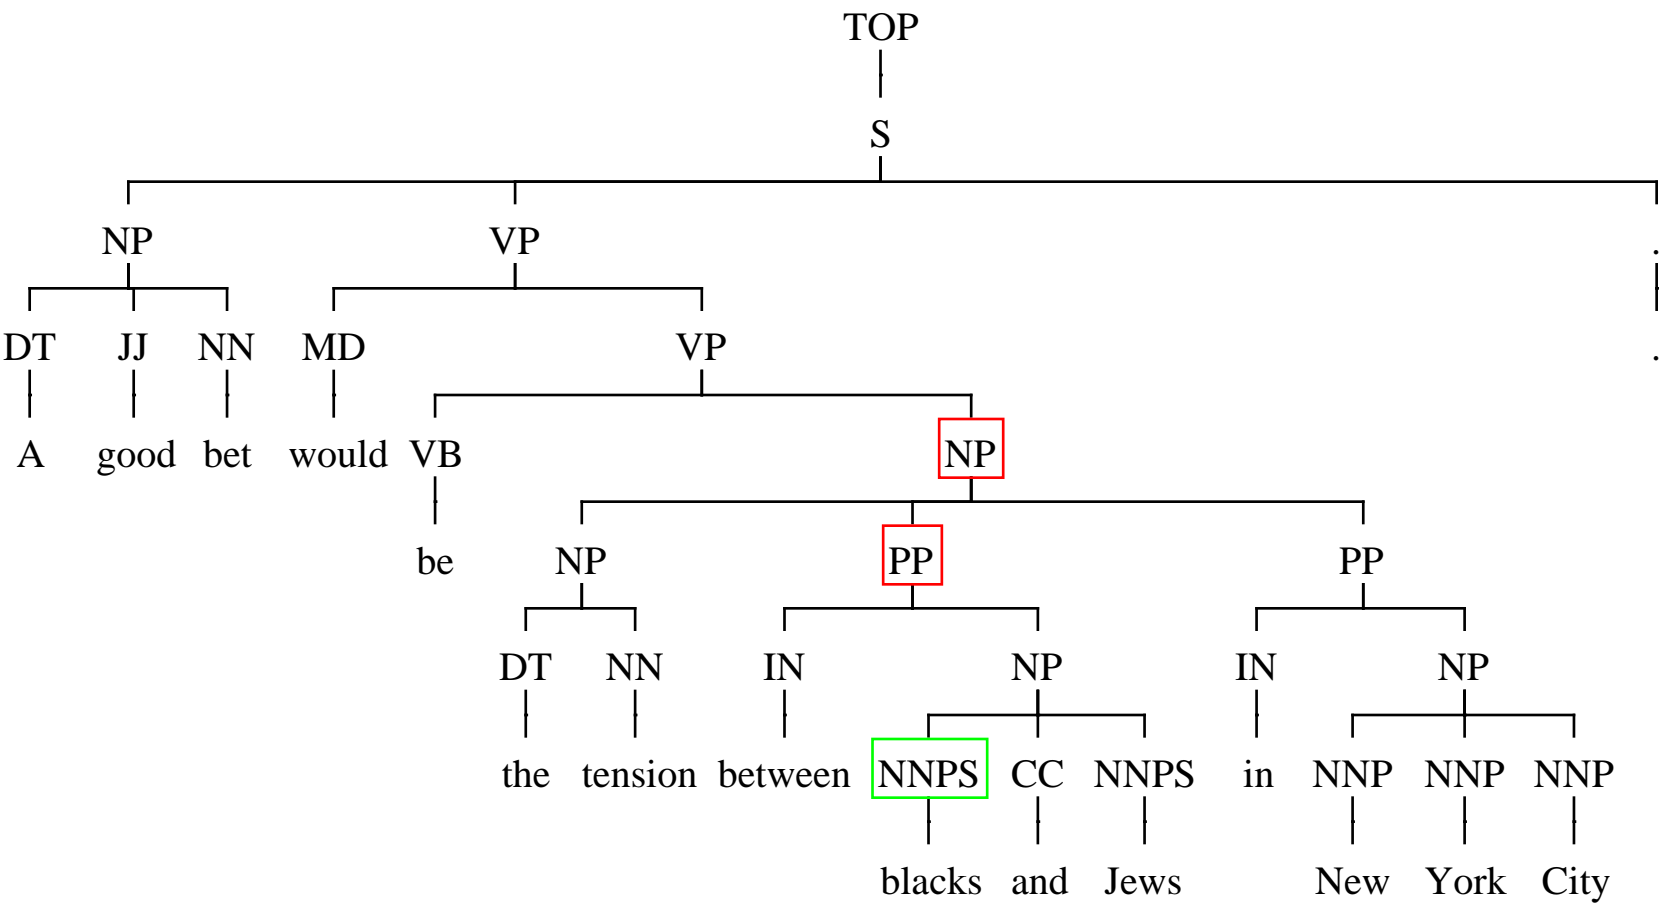 TOP
S
NP VP .
DT JJ NN MD VP .
A good bet would VB NP
be NP PP PP
DT NN IN NP IN NP
the tension between NNPS CC NNPS in NNP NNP NNP
blacks and Jews New York City